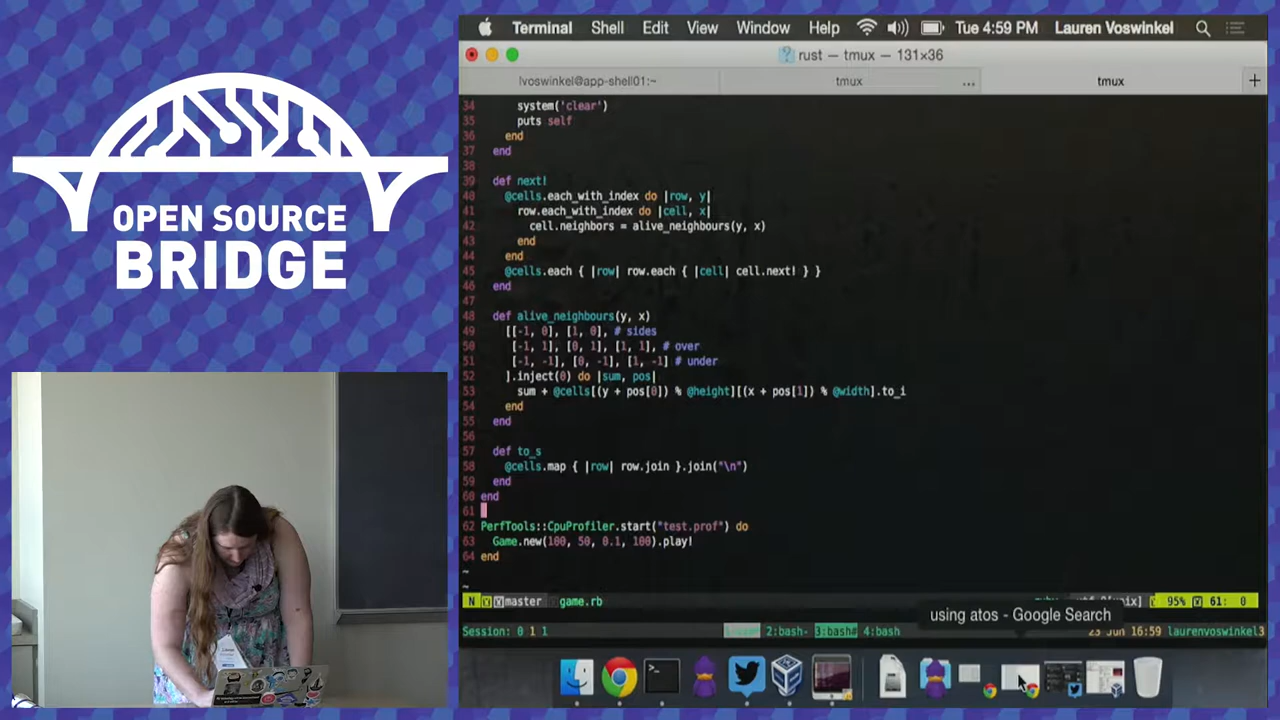 OPEN SOURCE
BRIDGE
Terminal Shell Edit View Window Help Tue 4:59 PM Lauren Voswinkel
rust — tmux — 131×36
lvoswinkel@app-shell01:~ tmux ... tmux +
34 system('clear')
35 puts self
36 end
37 end
38
39 def next!
40 @cells.each_with_index do |row, y|
41 row.each_with_index do |cell, x|
42 cell.neighbors = alive_neighbours(y, x)
43 end
44 end
45 @cells.each { |row| row.each { |cell| cell.next! } }
46 end
47
48 def alive_neighbours(y, x)
49 [[-1, 0], [1, 0], # sides
50 [-1, 1], [0, 1], [1, 1], # over
51 [-1, -1], [0, -1], [1, -1] # under
52 ].inject(0) do |sum, pos|
53 sum + @cells[(y + pos[0]) % @height][(x + pos[1]) % @width].to_i
54 end
55 end
56
57 def to_s
58 @cells.map { |row| row.join }.join("\n")
59 end
60 end
61
62 PerfTools::CpuProfiler.start("test.prof") do
63 Game.new(100, 50, 0.1, 100).play!
64 end
~
~
N master game.rb 95% 61: 0
using atos - Google Search
Session: 0 1 1 2:bash- 3:bash# 4:bash 23 Jun 16:59 laurenvoswinkel3